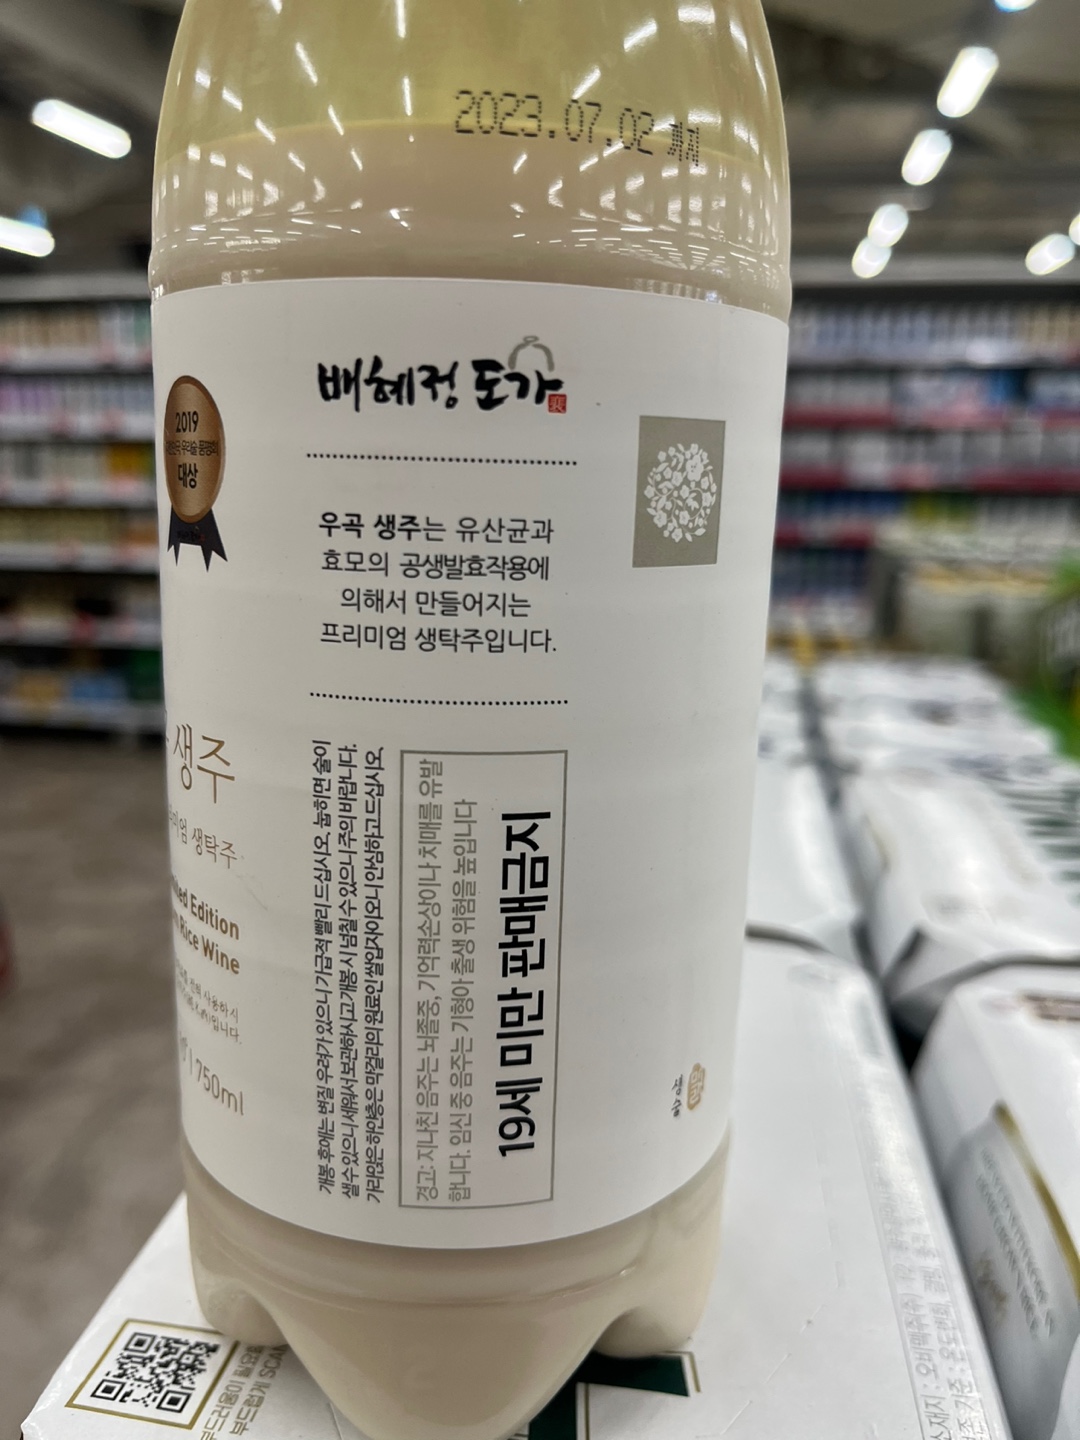 2023.07.02 까지
배혜정 도가
2019
대상
우곡 생주는 유산균과
효모의 공생발효작용에
의해서 만들어지는
프리미엄 생탁주입니다.
생주
생탁주
Edition
Rice Wine
750ml
개봉 후에는 변질 우려가 있으니 가급적 빨리 드십시오. 눕히면 술이
샐 수 있으니 세워서 보관하시고 개봉 시 넘칠 수 있으니 주의 바랍니다.
가라앉은 하얀층은 막걸리의 원료인 쌀입자이오니 안심하고 드십시오.
경고: 지나친 음주는 뇌졸중, 기억력 손상이나 치매를 유발
합니다. 임신 중 음주는 기형아 출생 위험을 높입니다
19세 미만 판매금지